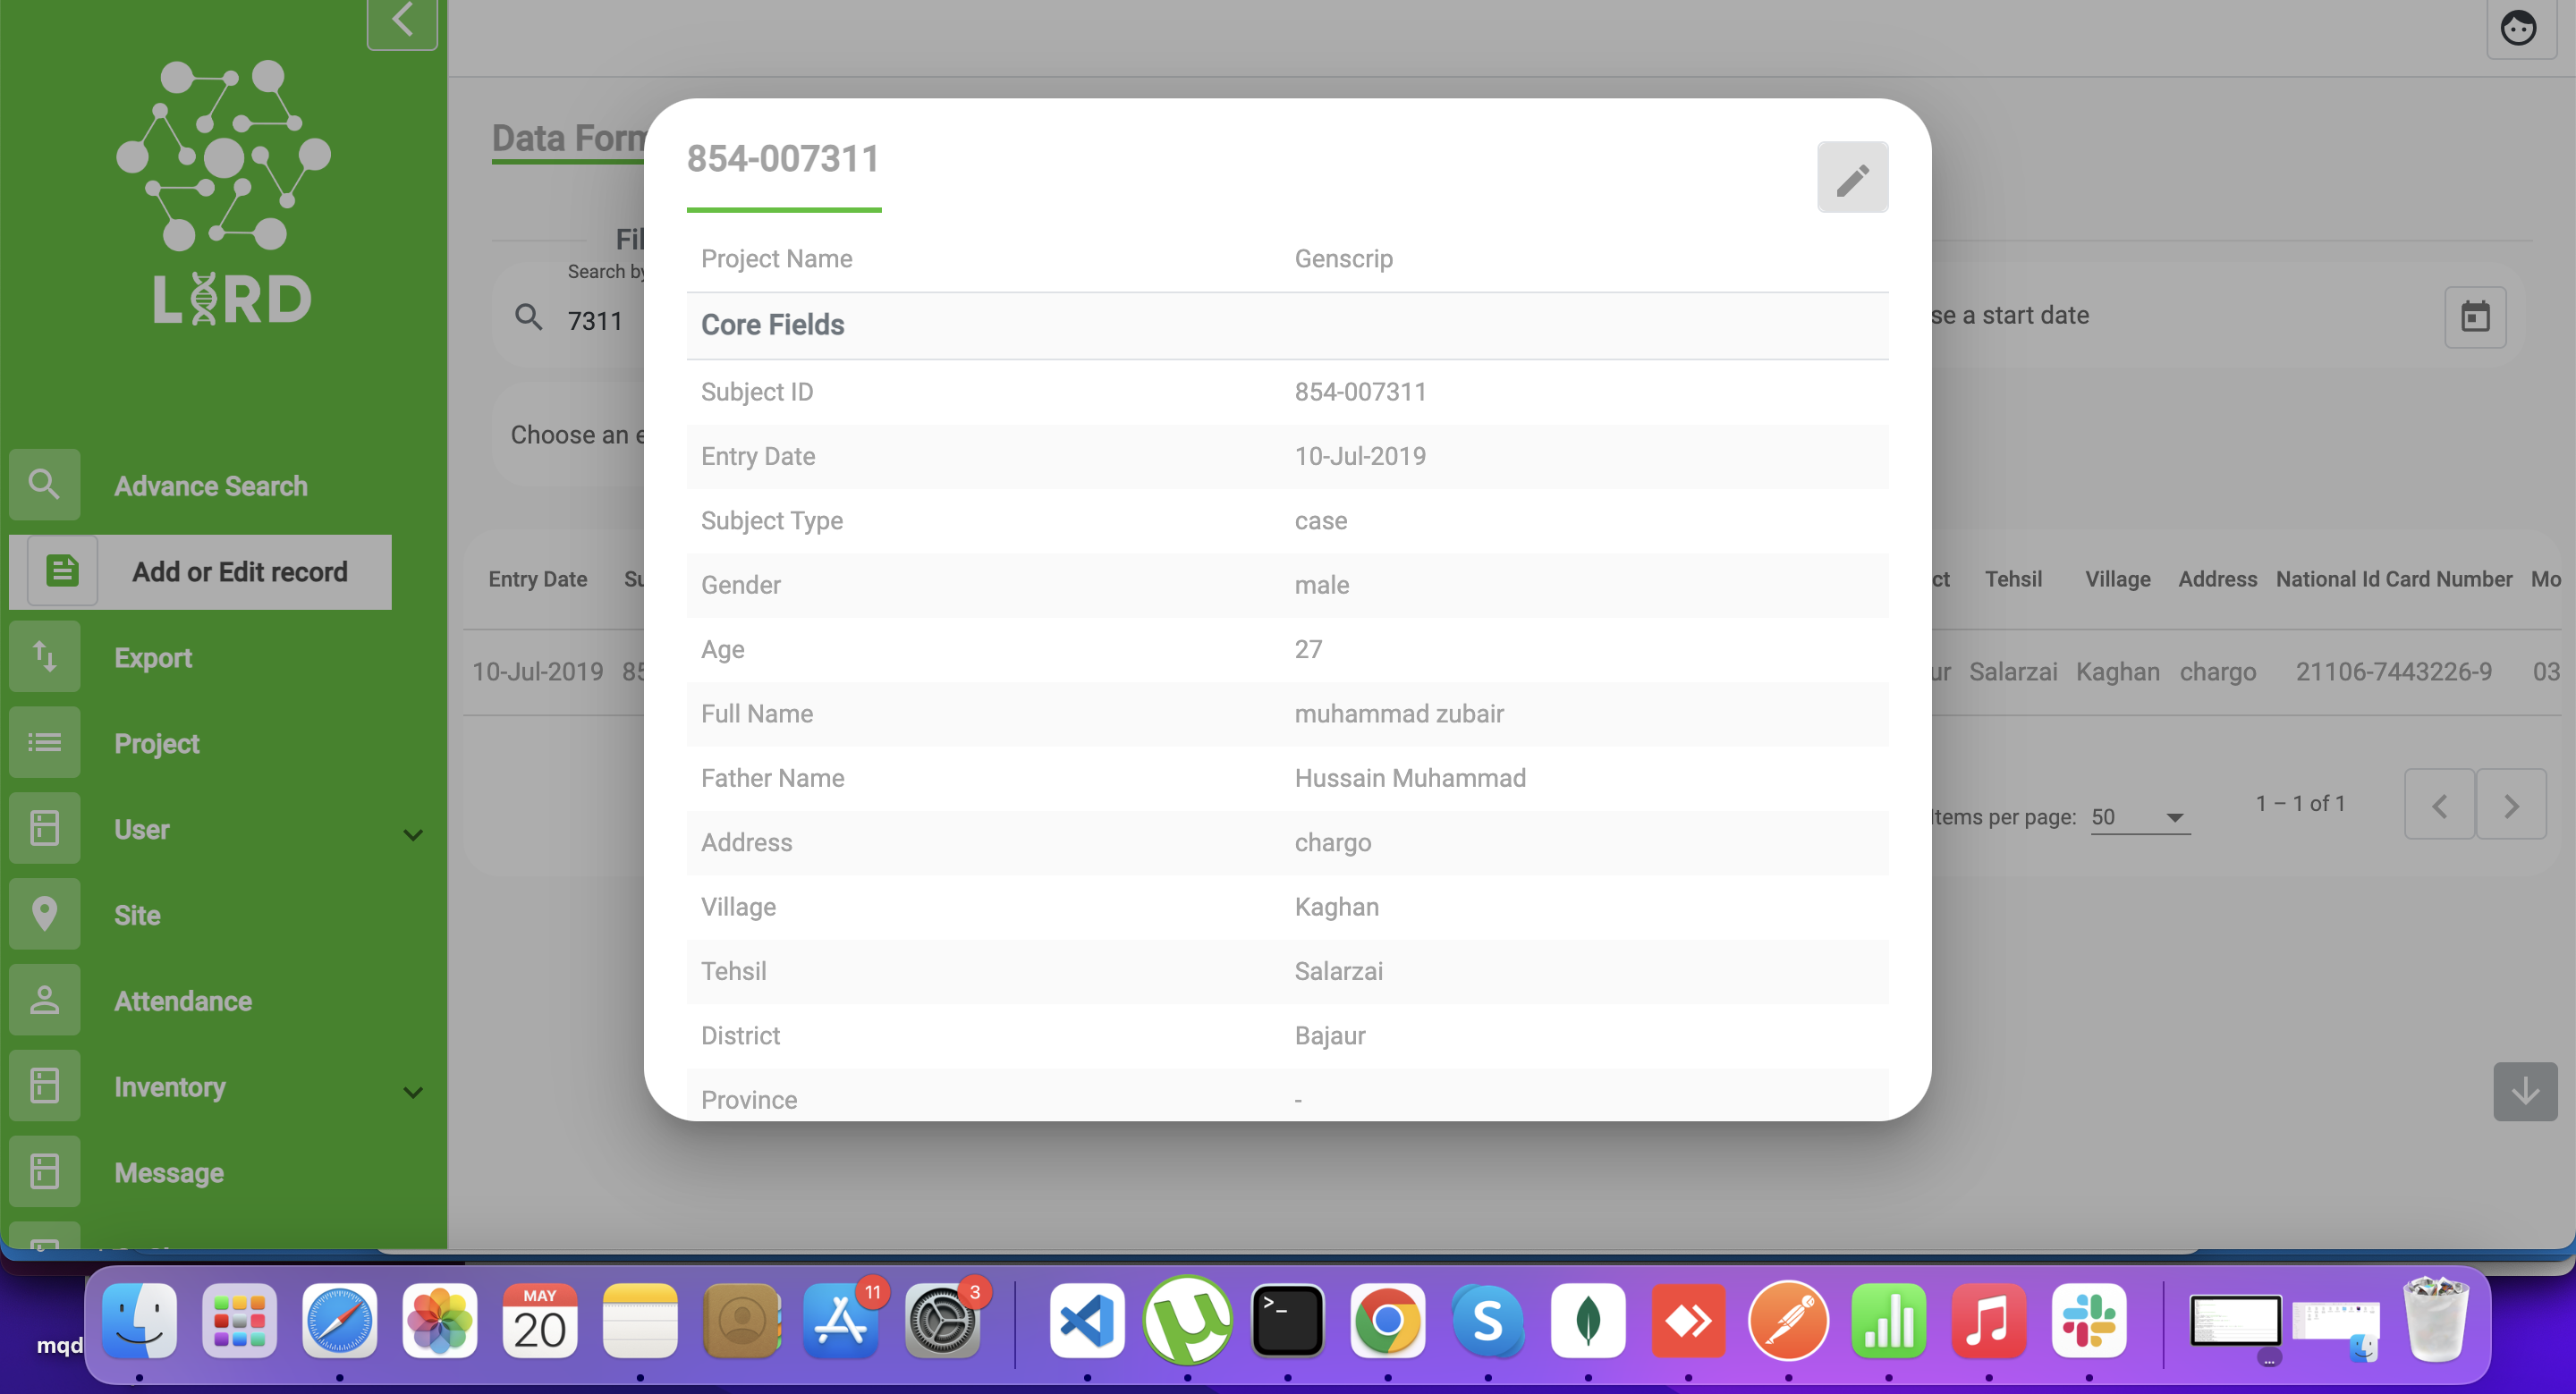 LIRD
Advance Search
Add or Edit record
Export
Project
User
Site
Attendance
Inventory
Message
Data Form
Fil
Search by
7311
Choose an e
se a start date
Entry Date Su
ct Tehsil Village Address National Id Card Number Mo
10-Jul-2019 85
ur Salarzai Kaghan chargo 21106-7443226-9 03
Items per page: 50 1 – 1 of 1
854-007311
Project Name Genscrip
Core Fields
Subject ID 854-007311
Entry Date 10-Jul-2019
Subject Type case
Gender male
Age 27
Full Name muhammad zubair
Father Name Hussain Muhammad
Address chargo
Village Kaghan
Tehsil Salarzai
District Bajaur
Province -
mqd
MAY
20
11
3